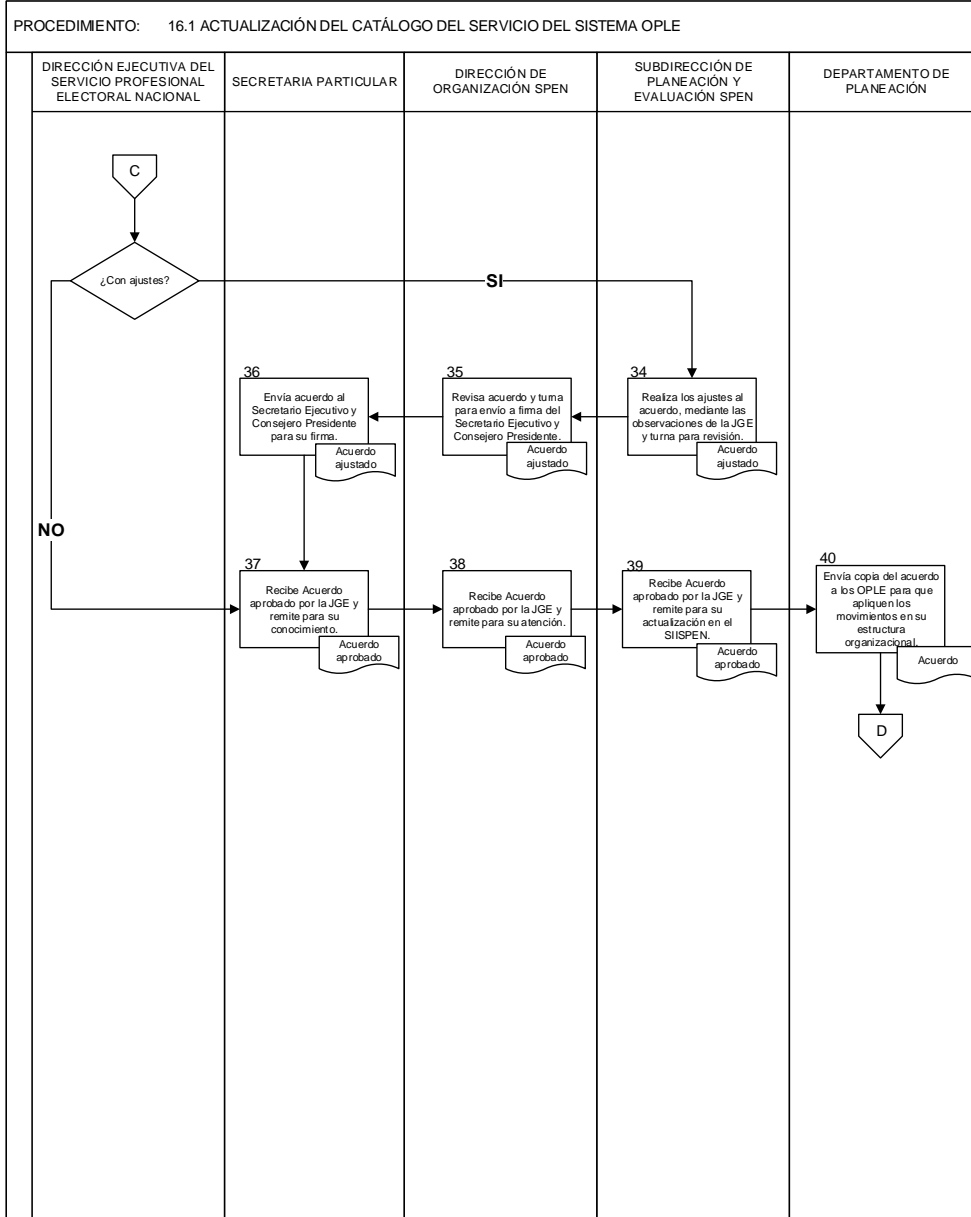 PROCEDIMIENTO: 16.1 ACTUALIZACIÓN DEL CATÁLOGO DEL SERVICIO DEL SISTEMA OPLE
DIRECCIÓN EJECUTIVA DEL
SERVICIO PROFESIONAL
ELECTORAL NACIONAL
SECRETARIA PARTICULAR
DIRECCIÓN DE
ORGANIZACIÓN SPEN
SUBDIRECCIÓN DE
PLANEACIÓN Y
EVALUACIÓN SPEN
DEPARTAMENTO DE
PLANEACIÓN
C
¿Con ajustes?
SI
36
Envía acuerdo al
Secretario Ejecutivo y
Consejero Presidente
para su firma.
Acuerdo
ajustado
35
Revisa acuerdo y turna
para envío a firma del
Secretario Ejecutivo y
Consejero Presidente.
Acuerdo
ajustado
34
Realiza los ajustes al
acuerdo, mediante las
observaciones de la JGE
y turna para revisión.
Acuerdo
ajustado
NO
37
Recibe Acuerdo
aprobado por la JGE y
remite para su
conocimiento.
Acuerdo
aprobado
38
Recibe Acuerdo
aprobado por la JGE y
remite para su atención.
Acuerdo
aprobado
39
Recibe Acuerdo
aprobado por la JGE y
remite para su
actualización en el
SIISPEN.
Acuerdo
aprobado
40
Envía copia del acuerdo
a los OPLE para que
apliquen los
movimientos en su
estructura
organizacional.
Acuerdo
D